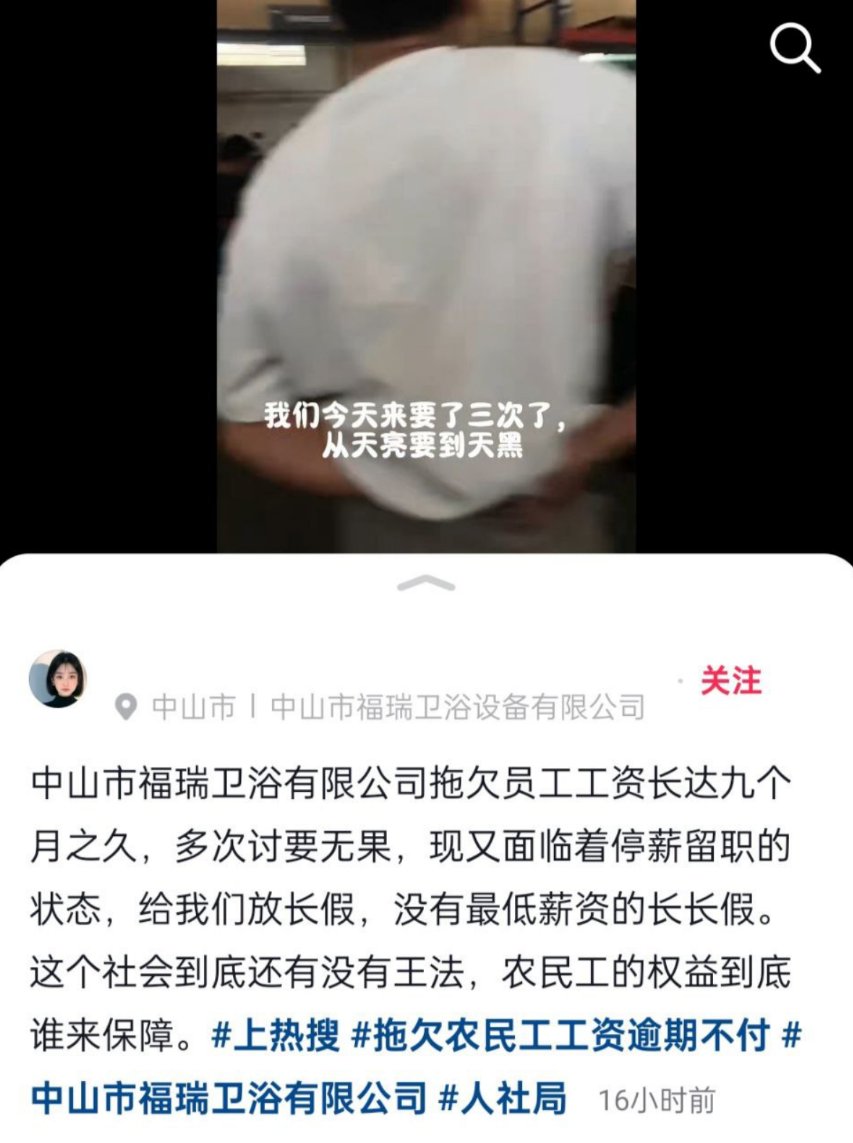 我们今天来要了三次了，
从天亮要到天黑
中山市 | 中山市福瑞卫浴设备有限公司
关注
中山市福瑞卫浴有限公司拖欠员工工资长达九个
月之久，多次讨要无果，现又面临着停薪留职的
状态，给我们放长假，没有最低薪资的长长假。
这个社会到底还有没有王法，农民工的权益到底
谁来保障。#上热搜 #拖欠农民工工资逾期不付 #
中山市福瑞卫浴有限公司 #人社局 16小时前